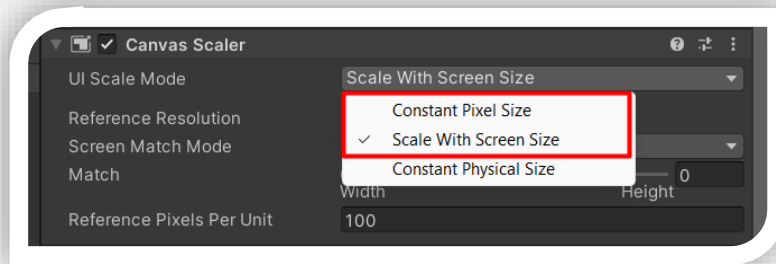 Canvas Scaler
UI Scale Mode
Scale With Screen Size
Constant Pixel Size
Reference Resolution
Scale With Screen Size
Screen Match Mode
Constant Physical Size
Match
0
Width
Height
Reference Pixels Per Unit
100